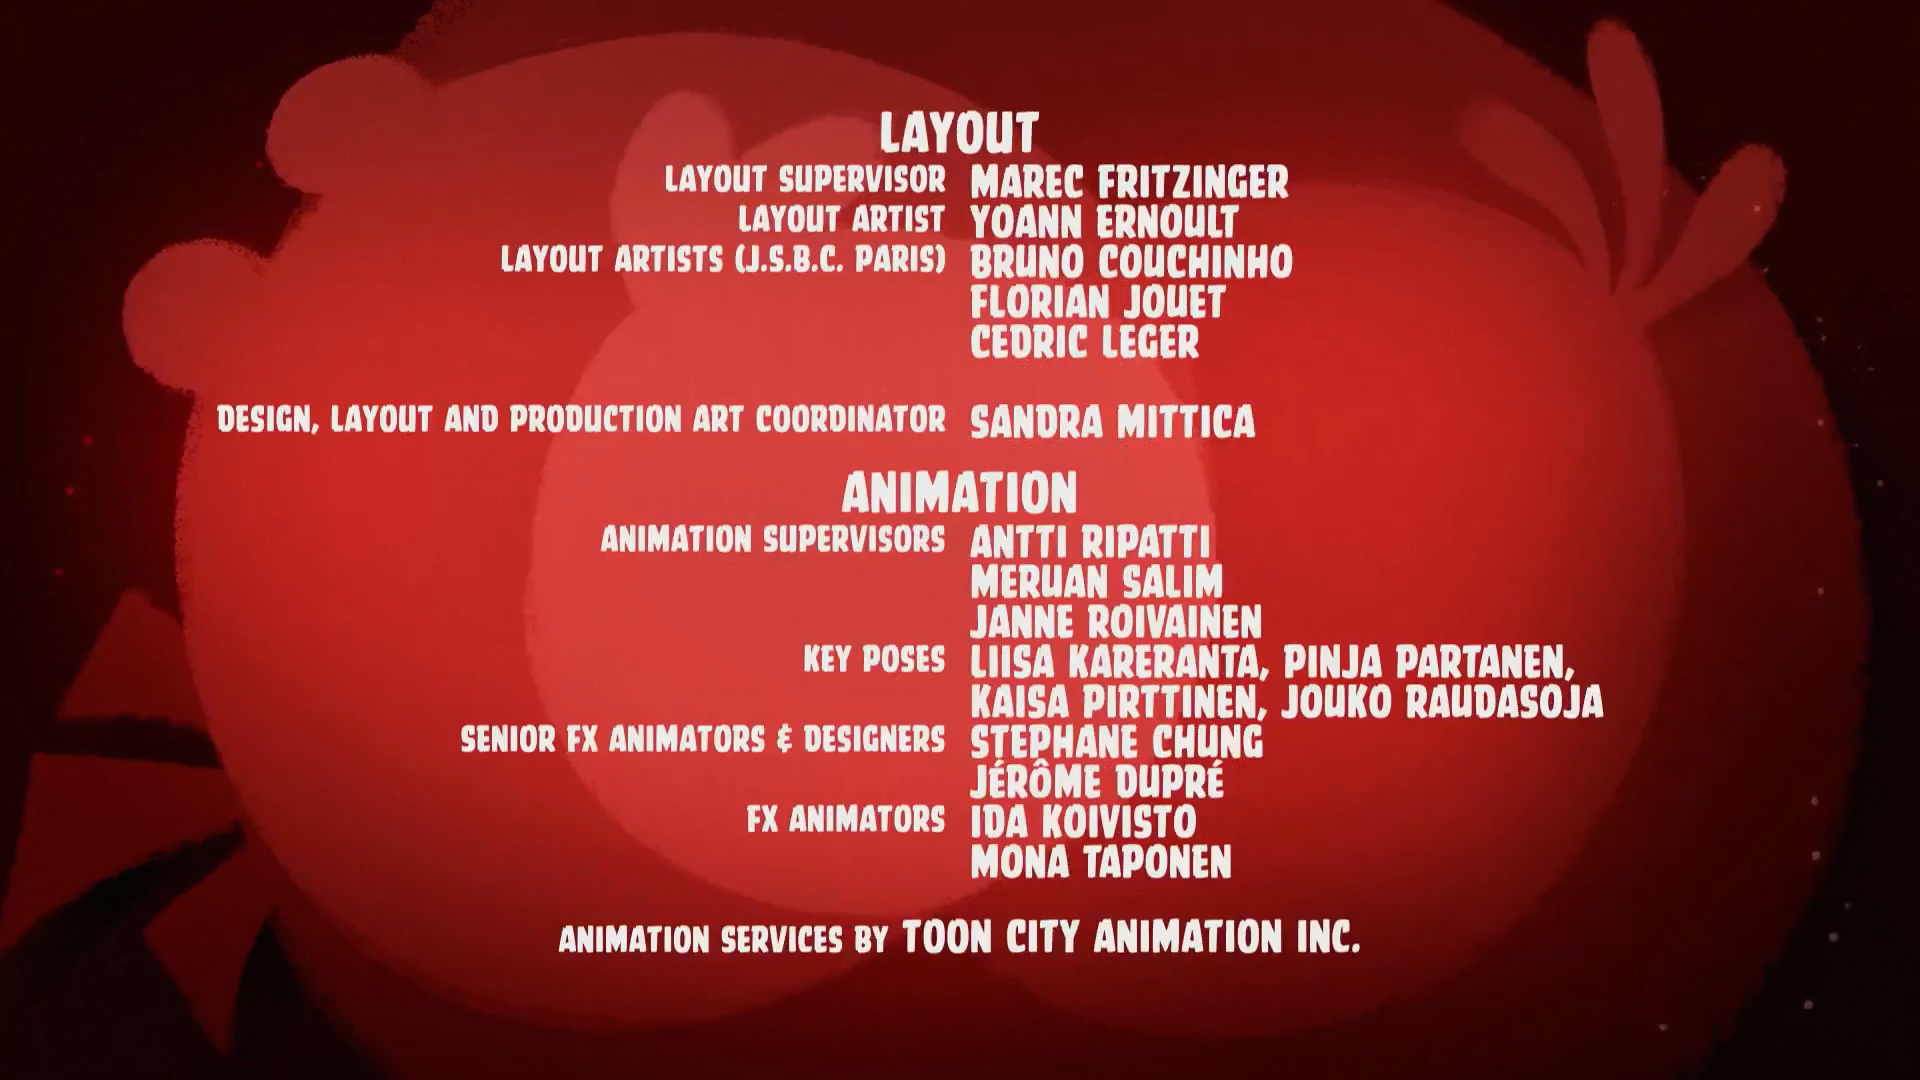 LAYOUT
LAYOUT SUPERVISOR MAREC FRITZINGER
LAYOUT ARTIST YOANN ERNOULT
LAYOUT ARTISTS (J.S.B.C. PARIS) BRUNO COUCHINHO
FLORIAN JOUET
CEDRIC LEGER
DESIGN, LAYOUT AND PRODUCTION ART COORDINATOR SANDRA MITTICA
ANIMATION
ANIMATION SUPERVISORS ANTTI RIPATTI
MERUAN SALIM
JANNE ROIVAINEN
KEY POSES LIISA KARERANTA, PINJA PARTANEN,
KAISA PIRTTINEN, JOUKO RAUDASOJA
SENIOR FX ANIMATORS & DESIGNERS STEPHANE CHUNG
JÉRÔME DUPRÉ
FX ANIMATORS IDA KOIVISTO
MONA TAPONEN
ANIMATION SERVICES BY TOON CITY ANIMATION INC.